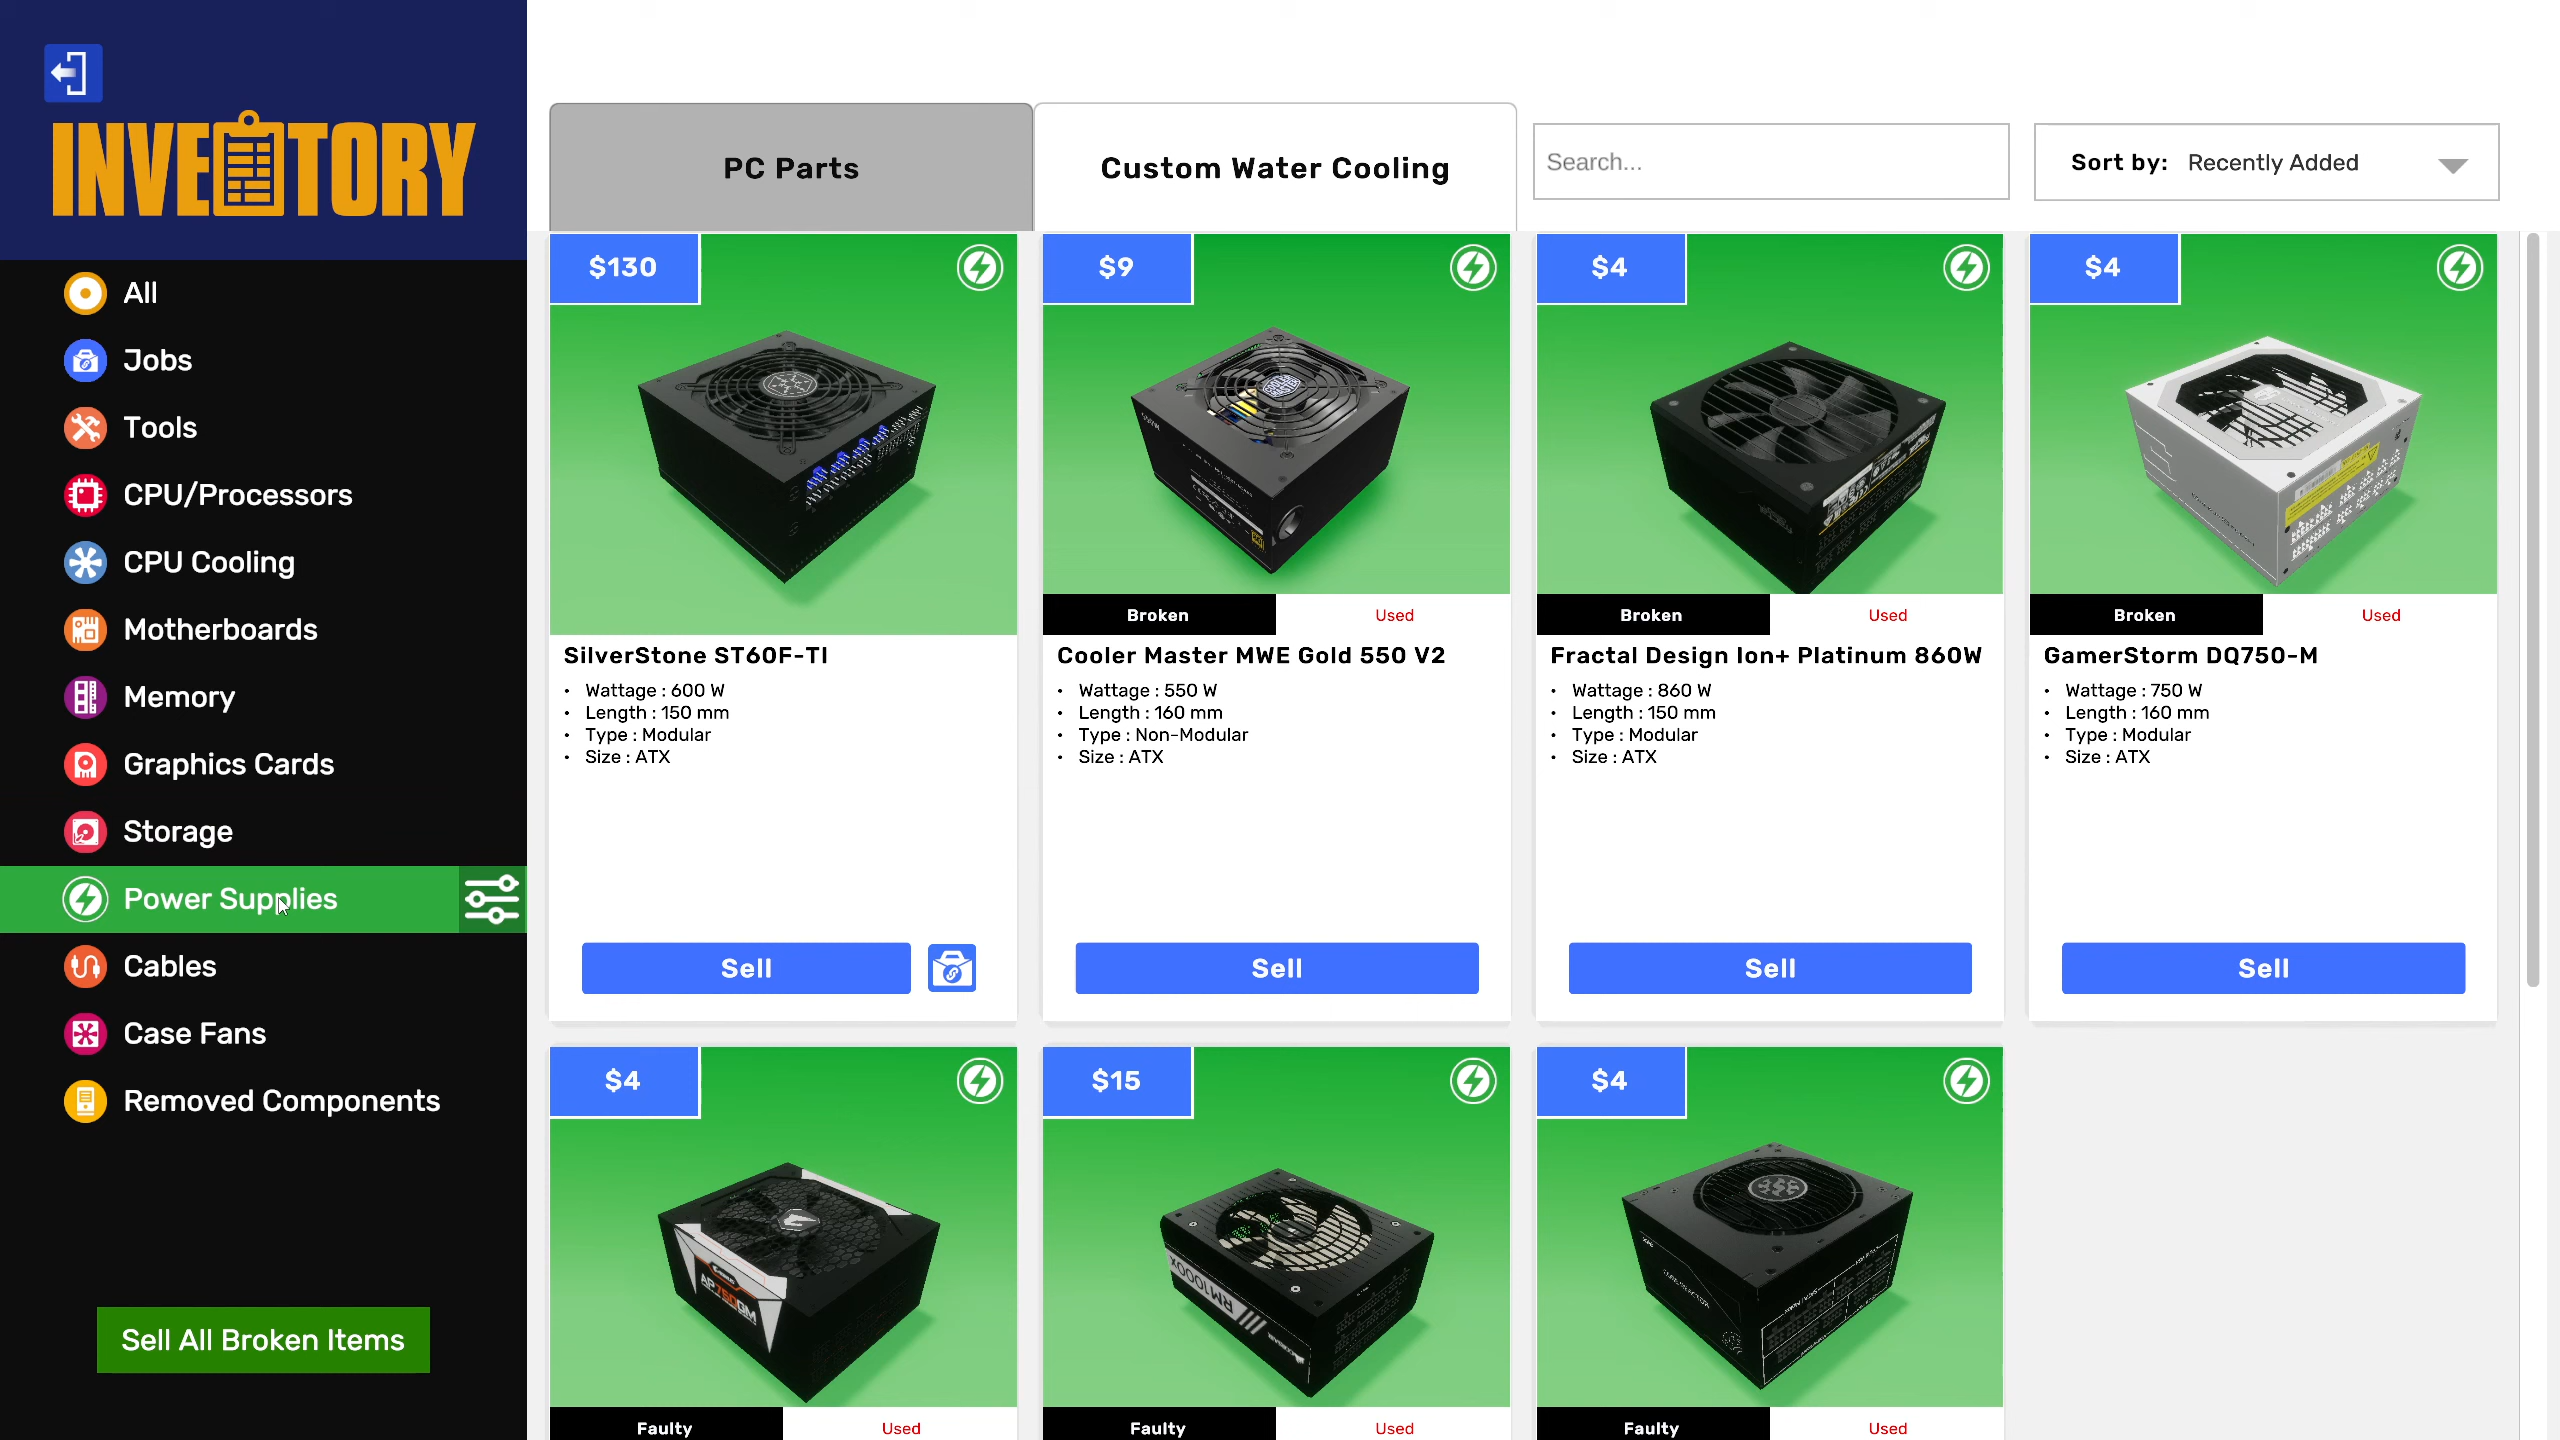 INVENTORY
All
Jobs
Tools
CPU/Processors
CPU Cooling
Motherboards
Memory
Graphics Cards
Storage
Power Supplies
Cables
Case Fans
Removed Components
Sell All Broken Items
PC Parts
Custom Water Cooling
Search...
Sort by: Recently Added
$130
SilverStone ST60F-TI
• Wattage : 600 W
• Length : 150 mm
• Type : Modular
• Size : ATX
Sell
$9
Broken
Used
Cooler Master MWE Gold 550 V2
• Wattage : 550 W
• Length : 160 mm
• Type : Non-Modular
• Size : ATX
Sell
$4
Broken
Used
Fractal Design Ion+ Platinum 860W
• Wattage : 860 W
• Length : 150 mm
• Type : Modular
• Size : ATX
Sell
$4
Broken
Used
GamerStorm DQ750-M
• Wattage : 750 W
• Length : 160 mm
• Type : Modular
• Size : ATX
Sell
$4
AP750GM
Faulty
Used
$15
RM1000x
Faulty
Used
$4
Faulty
Used